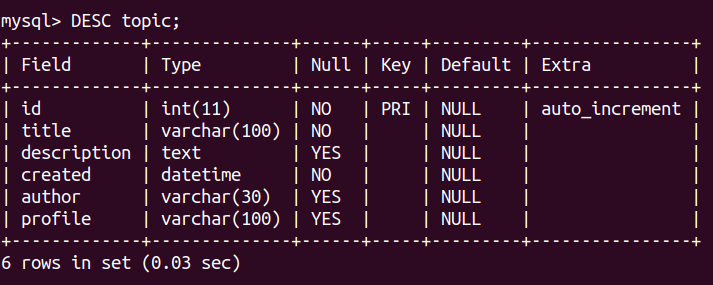 mysql> DESC topic;
+-------------+--------------+------+-----+---------+----------------+
| Field       | Type         | Null | Key | Default | Extra          |
+-------------+--------------+------+-----+---------+----------------+
| id          | int(11)      | NO   | PRI | NULL    | auto_increment |
| title       | varchar(100) | NO   |     | NULL    |                |
| description | text         | YES  |     | NULL    |                |
| created     | datetime     | NO   |     | NULL    |                |
| author      | varchar(30)  | YES  |     | NULL    |                |
| profile     | varchar(100) | YES  |     | NULL    |                |
+-------------+--------------+------+-----+---------+----------------+
6 rows in set (0.03 sec)